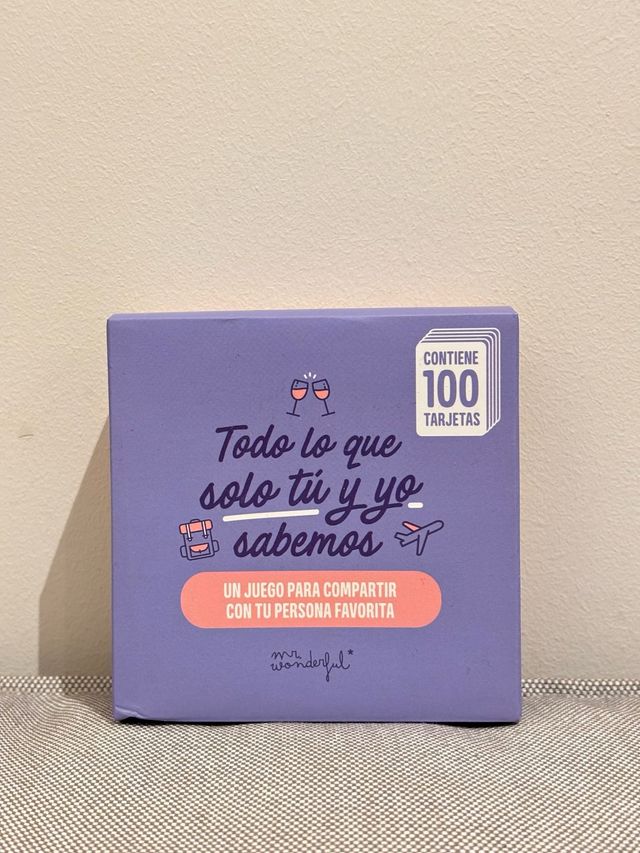 CONTIENE
100
TARJETAS
Todo lo que
solo tú y yo
sabemos
UN JUEGO PARA COMPARTIR
CON TU PERSONA FAVORITA
mr.
wonderful*